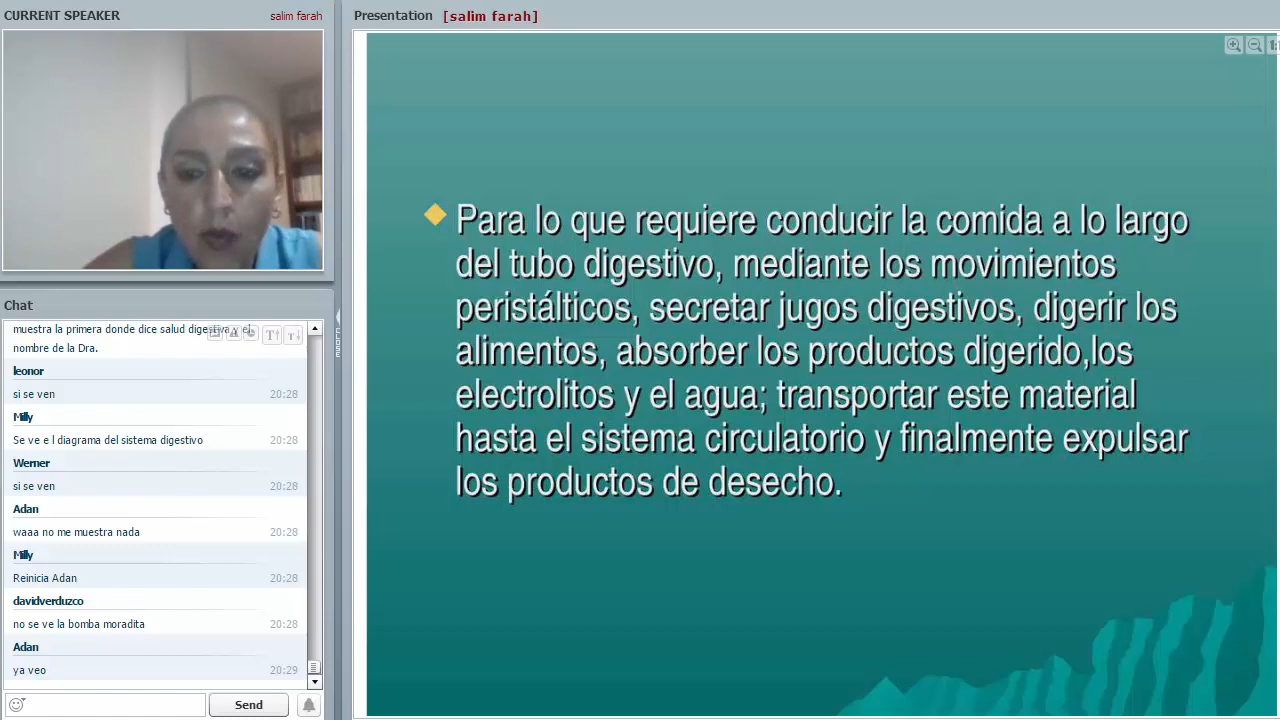 CURRENT SPEAKER
salim farah
Presentation [salim farah]
Chat
muestra la primera donde dice salud digestiva y el
nombre de la Dra.
leonor
si se ven 20:28
Milly
Se ve e l diagrama del sistema digestivo 20:28
Werner
si se ven 20:28
Adan
waaa no me muestra nada 20:28
Milly
Reinicia Adan 20:28
davidverduzco
no se ve la bomba moradita 20:28
Adan
ya veo 20:29
Send
Para lo que requiere conducir la comida a lo largo
del tubo digestivo, mediante los movimientos
peristálticos, secretar jugos digestivos, digerir los
alimentos, absorber los productos digerido,los
electrolitos y el agua; transportar este material
hasta el sistema circulatorio y finalmente expulsar
los productos de desecho.